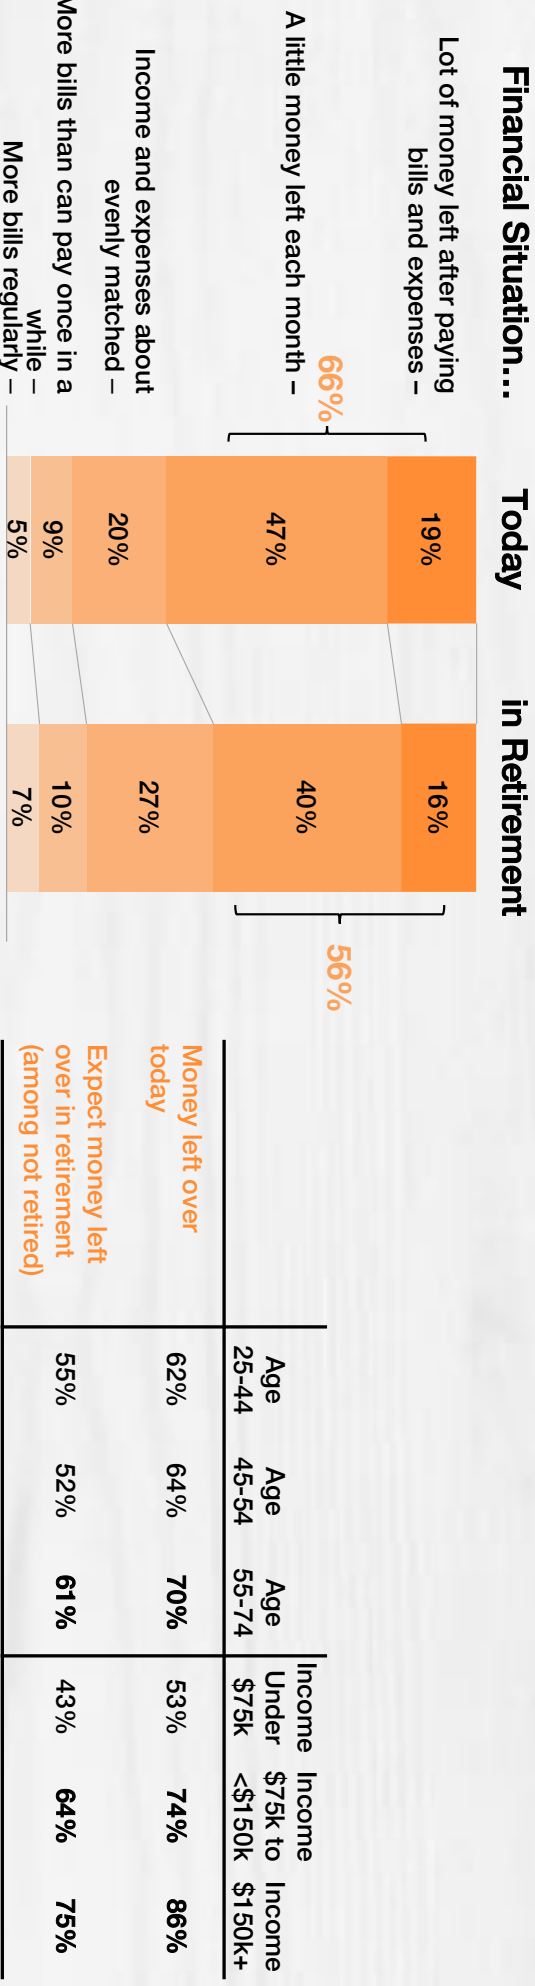 Financial Situation...
Today
in Retirement
Lot of money left after paying
bills and expenses –
A little money left each month –
Income and expenses about
evenly matched –
More bills than can pay once in a
while –
More bills regularly –
66%
19%
47%
20%
9%
5%
16%
40%
27%
10%
7%
56%
Age Age Age Income Income Income
25-44 45-54 55-74 Under $75k to $150k+
$75k <$150k
Money left over
today
62% 64% 70% 53% 74% 86%
Expect money left
over in retirement
(among not retired)
55% 52% 61% 43% 64% 75%